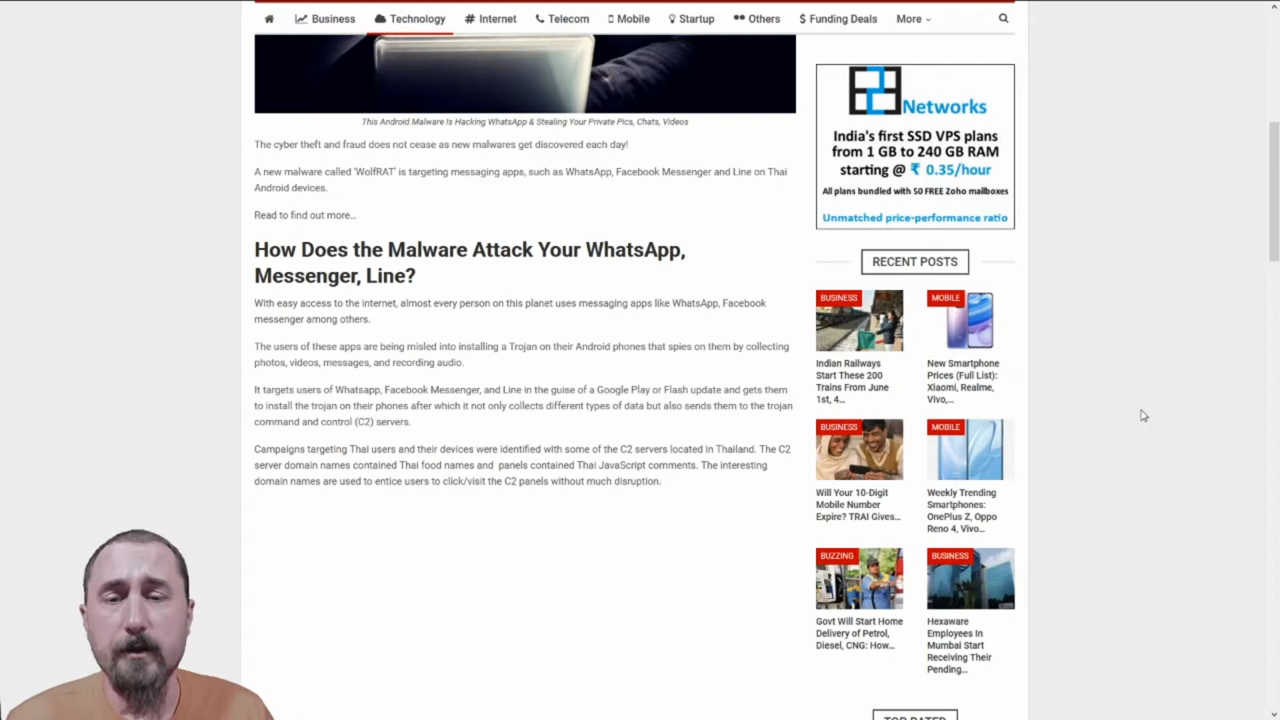 Business Technology Internet Telecom Mobile Startup Others Funding Deals More
This Android Malware Is Hacking WhatsApp & Stealing Your Private Pics, Chats, Videos
The cyber theft and fraud does not cease as new malwares get discovered each day!
A new malware called 'WolfRAT' is targeting messaging apps, such as WhatsApp, Facebook Messenger and Line on Thai
Android devices.
Read to find out more…
How Does the Malware Attack Your WhatsApp,
Messenger, Line?
With easy access to the internet, almost every person on this planet uses messaging apps like WhatsApp, Facebook
messenger among others.
The users of these apps are being misled into installing a Trojan on their Android phones that spies on them by collecting
photos, videos, messages, and recording audio.
It targets users of Whatsapp, Facebook Messenger, and Line in the guise of a Google Play or Flash update and gets them
to install the trojan on their phones after which it not only collects different types of data but also sends them to the trojan
command and control (C2) servers.
Campaigns targeting Thai users and their devices were identified with some of the C2 servers located in Thailand. The C2
server domain names contained Thai food names and panels contained Thai JavaScript comments. The interesting
domain names are used to entice users to click/visit the C2 panels without much disruption.
Networks
India's first SSD VPS plans
from 1 GB to 240 GB RAM
starting @ ₹ 0.35/hour
All plans bundled with 50 FREE Zoho mailboxes
Unmatched price-performance ratio
RECENT POSTS
BUSINESS
Indian Railways
Start These 200
Trains From June
1st, 4…
MOBILE
New Smartphone
Prices (Full List):
Xiaomi, Realme,
Vivo,…
BUSINESS
Will Your 10-Digit
Mobile Number
Expire? TRAI Gives…
MOBILE
Weekly Trending
Smartphones:
OnePlus Z, Oppo
Reno 4, Vivo…
BUZZING
Govt Will Start Home
Delivery of Petrol,
Diesel, CNG: How…
BUSINESS
Hexaware
Employees In
Mumbai Start
Receiving Their
Pending…
TOP RATED